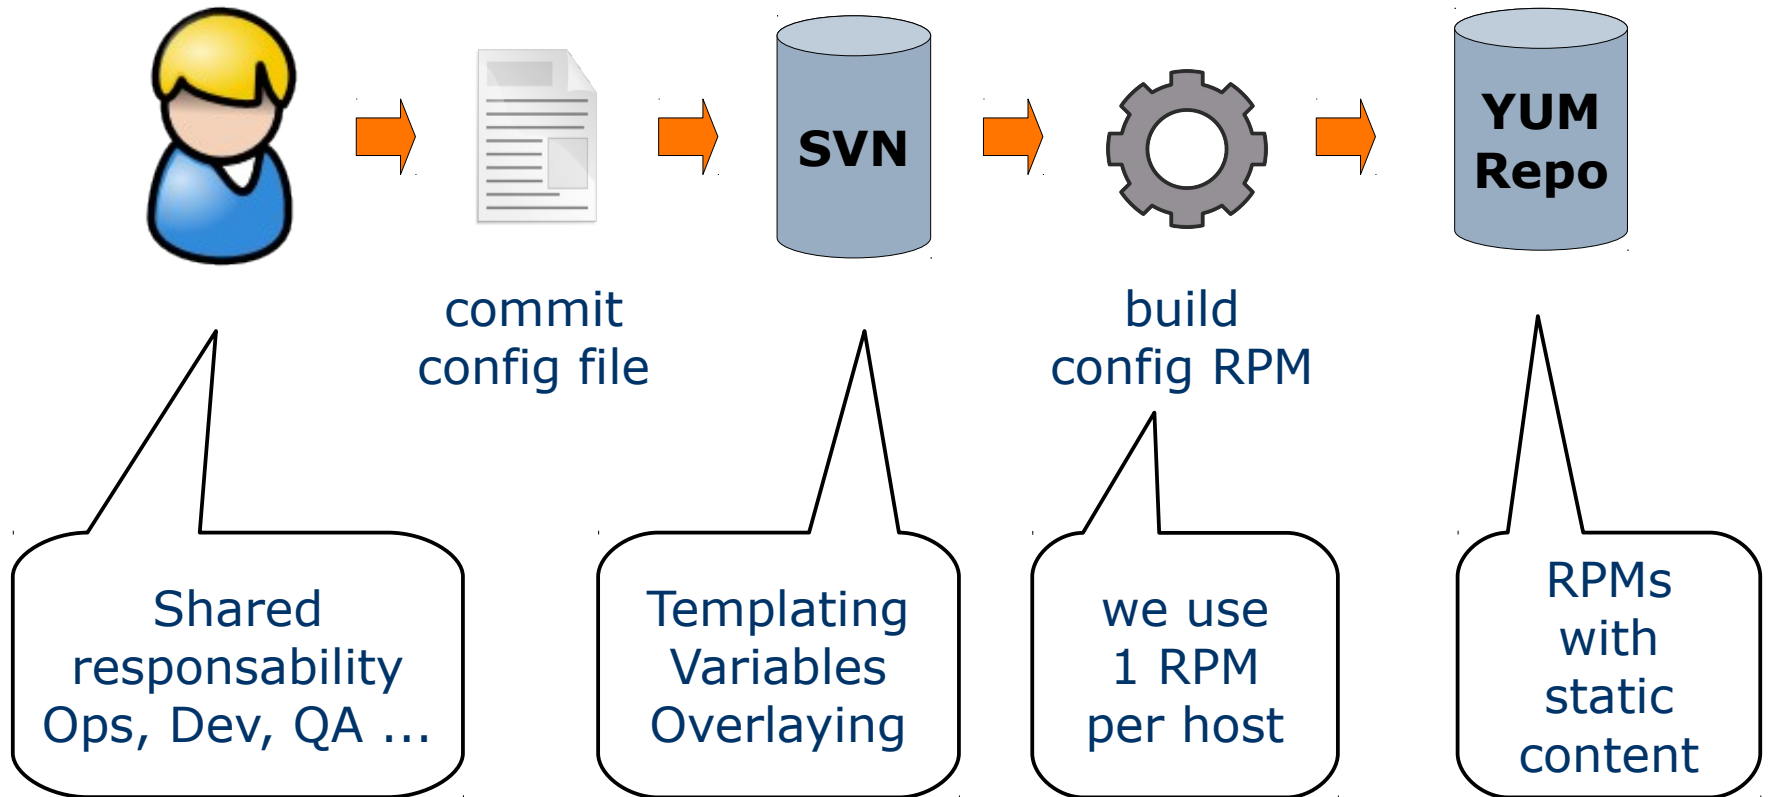 SVN
YUM
Repo
commit
config file
build
config RPM
Shared
responsability
Ops, Dev, QA ...
Templating
Variables
Overlaying
we use
1 RPM
per host
RPMs
with
static
content